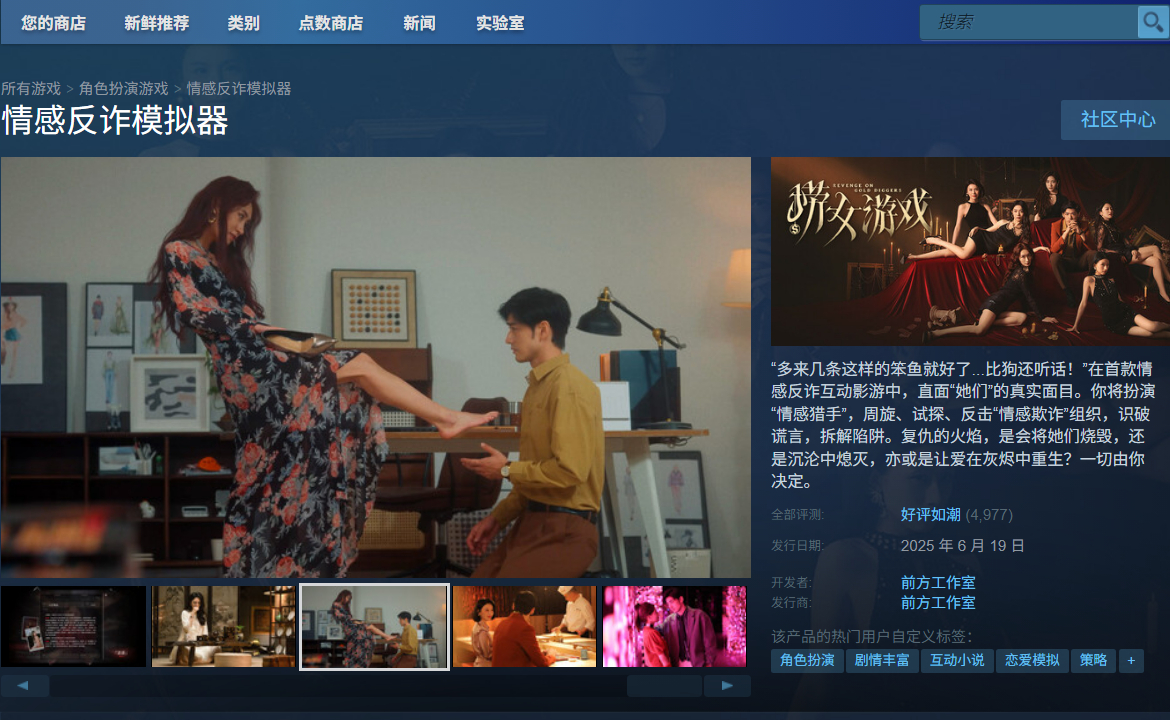 您的商店 新鲜推荐 类别 点数商店 新闻 实验室 搜索
所有游戏 > 角色扮演游戏 > 情感反诈模拟器
情感反诈模拟器
社区中心
REVENGE ON
GOLD DIGGERS
捞女游戏
“多来几条这样的笨鱼就好了...比狗还听话！”在首款情
感反诈互动影游中，直面“她们”的真实面目。你将扮演
“情感猎手”，周旋、试探、反击“情感欺诈”组织，识破
谎言，拆解陷阱。复仇的火焰，是会将她们烧毁，还
是沉沦中熄灭，亦或是让爱在灰烬中重生？一切由你
决定。
全部评测: 好评如潮 (4,977)
发行日期: 2025 年 6 月 19 日
开发者: 前方工作室
发行商: 前方工作室
该产品的热门用户自定义标签：
角色扮演 剧情丰富 互动小说 恋爱模拟 策略 +